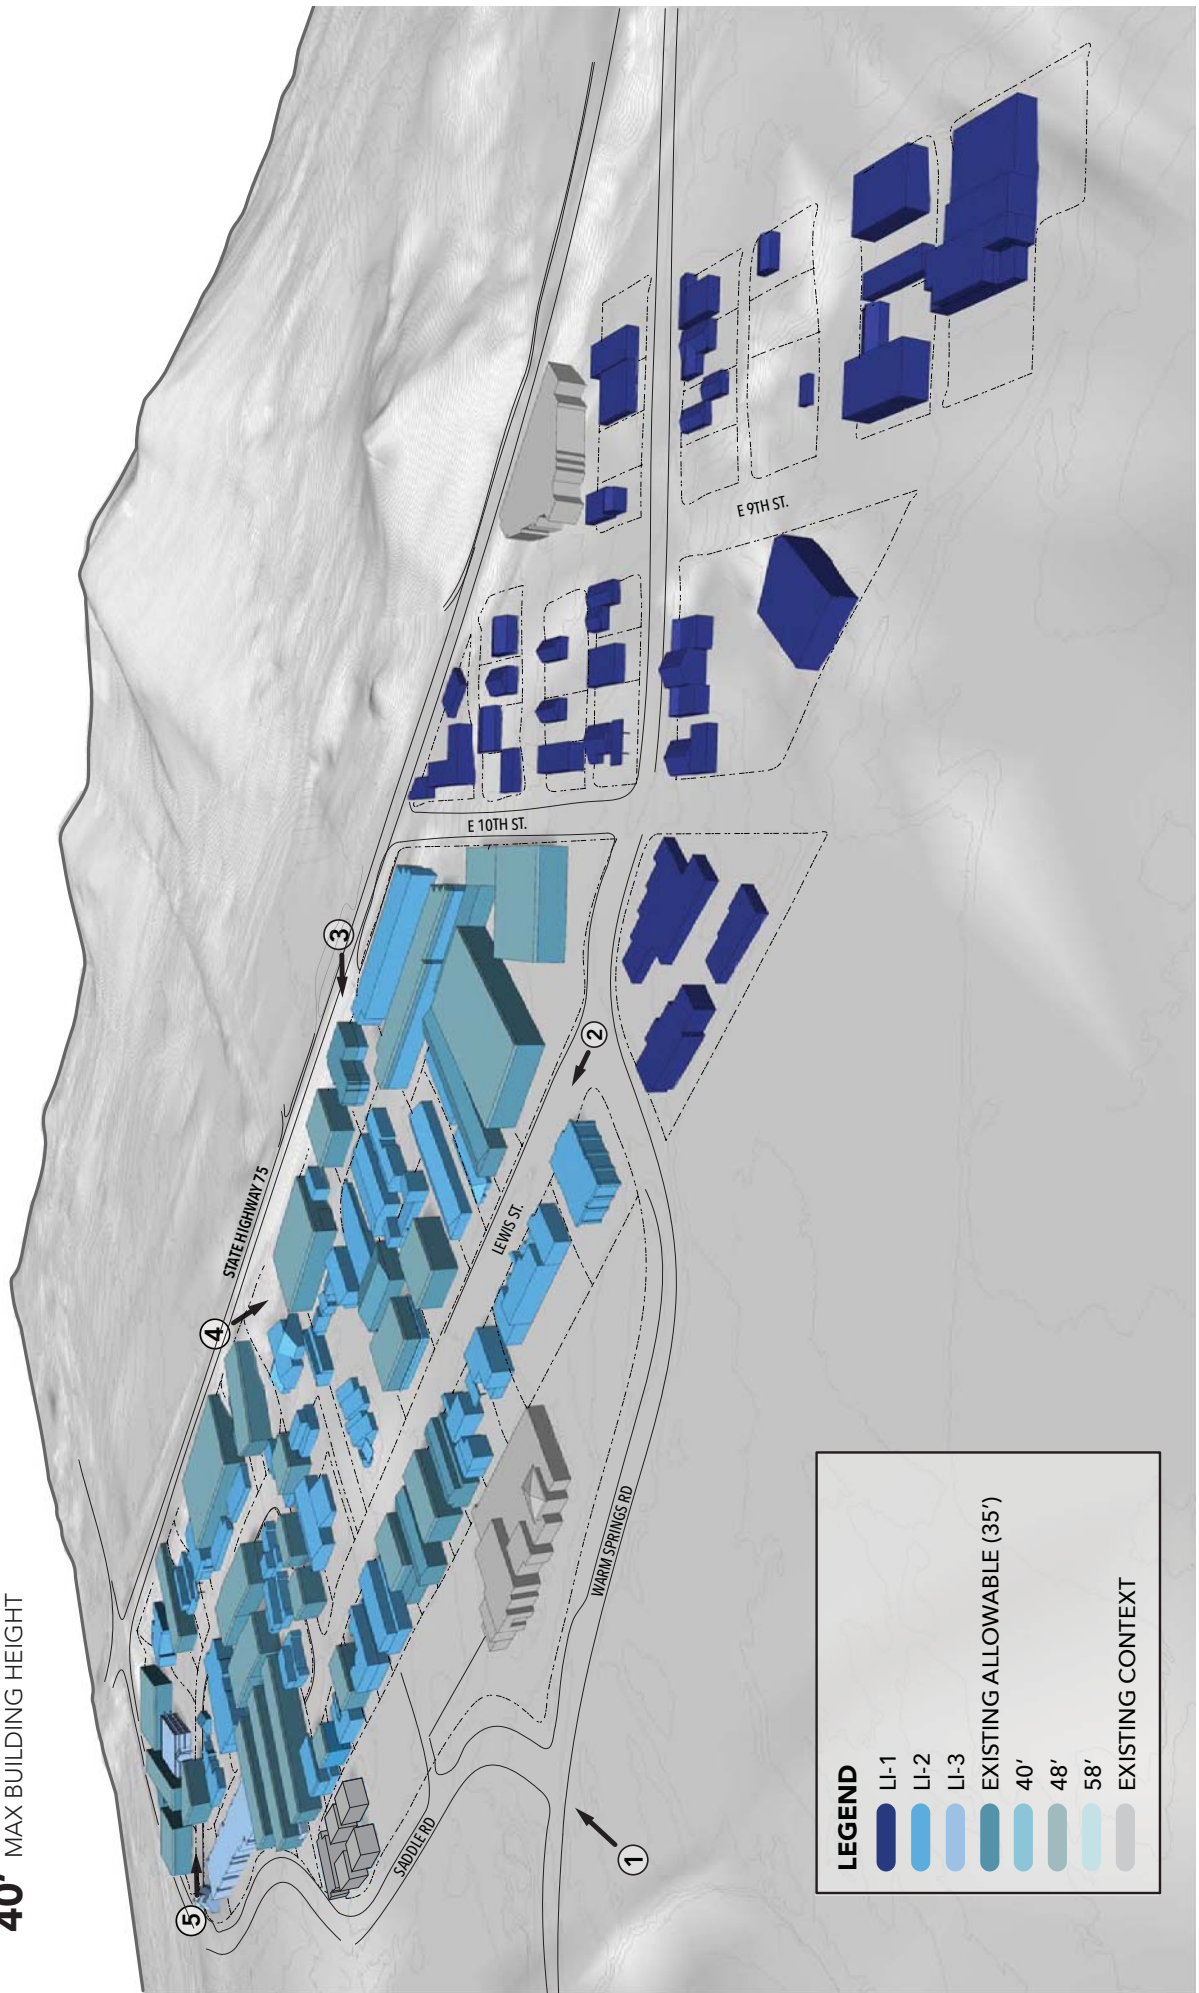 40' MAX BUILDING HEIGHT
5
4
3
STATE HIGHWAY 75
E 10TH ST.
E 9TH ST.
LEWIS ST.
2
SADDLE RD
WARM SPRINGS RD
1
LEGEND
LI-1
LI-2
LI-3
EXISTING ALLOWABLE (35')
40'
48'
58'
EXISTING CONTEXT